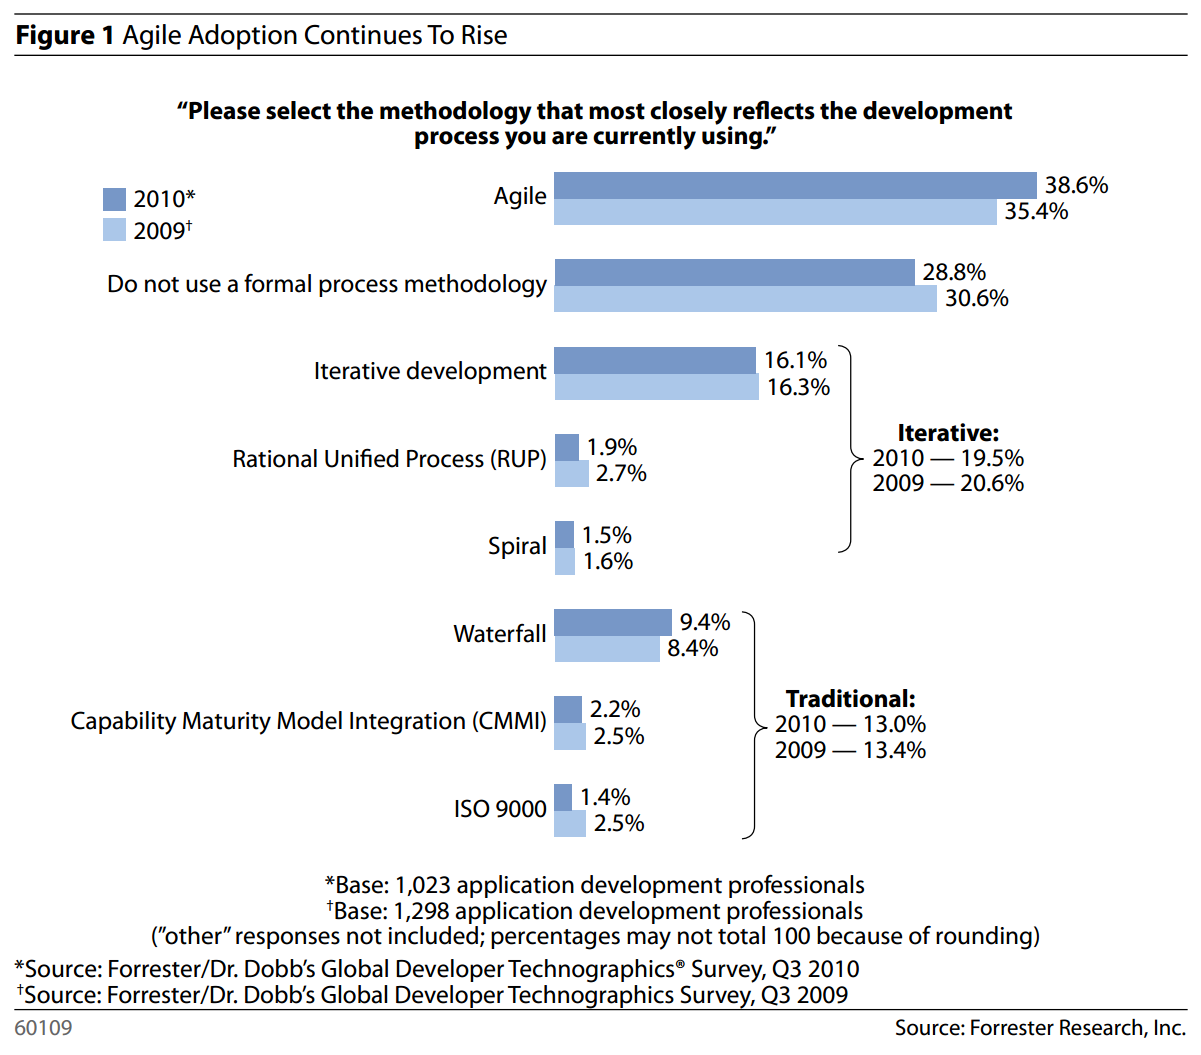 Figure 1 Agile Adoption Continues To Rise
“Please select the methodology that most closely reflects the development
process you are currently using.”
2010*
2009†
Agile
38.6%
35.4%
Do not use a formal process methodology
28.8%
30.6%
Iterative development
16.1%
16.3%
Rational Unified Process (RUP)
1.9%
2.7%
Spiral
1.5%
1.6%
Iterative:
2010 — 19.5%
2009 — 20.6%
Waterfall
9.4%
8.4%
Capability Maturity Model Integration (CMMI)
2.2%
2.5%
ISO 9000
1.4%
2.5%
Traditional:
2010 — 13.0%
2009 — 13.4%
*Base: 1,023 application development professionals
†Base: 1,298 application development professionals
(”other” responses not included; percentages may not total 100 because of rounding)
*Source: Forrester/Dr. Dobb’s Global Developer Technographics® Survey, Q3 2010
†Source: Forrester/Dr. Dobb’s Global Developer Technographics Survey, Q3 2009
60109
Source: Forrester Research, Inc.